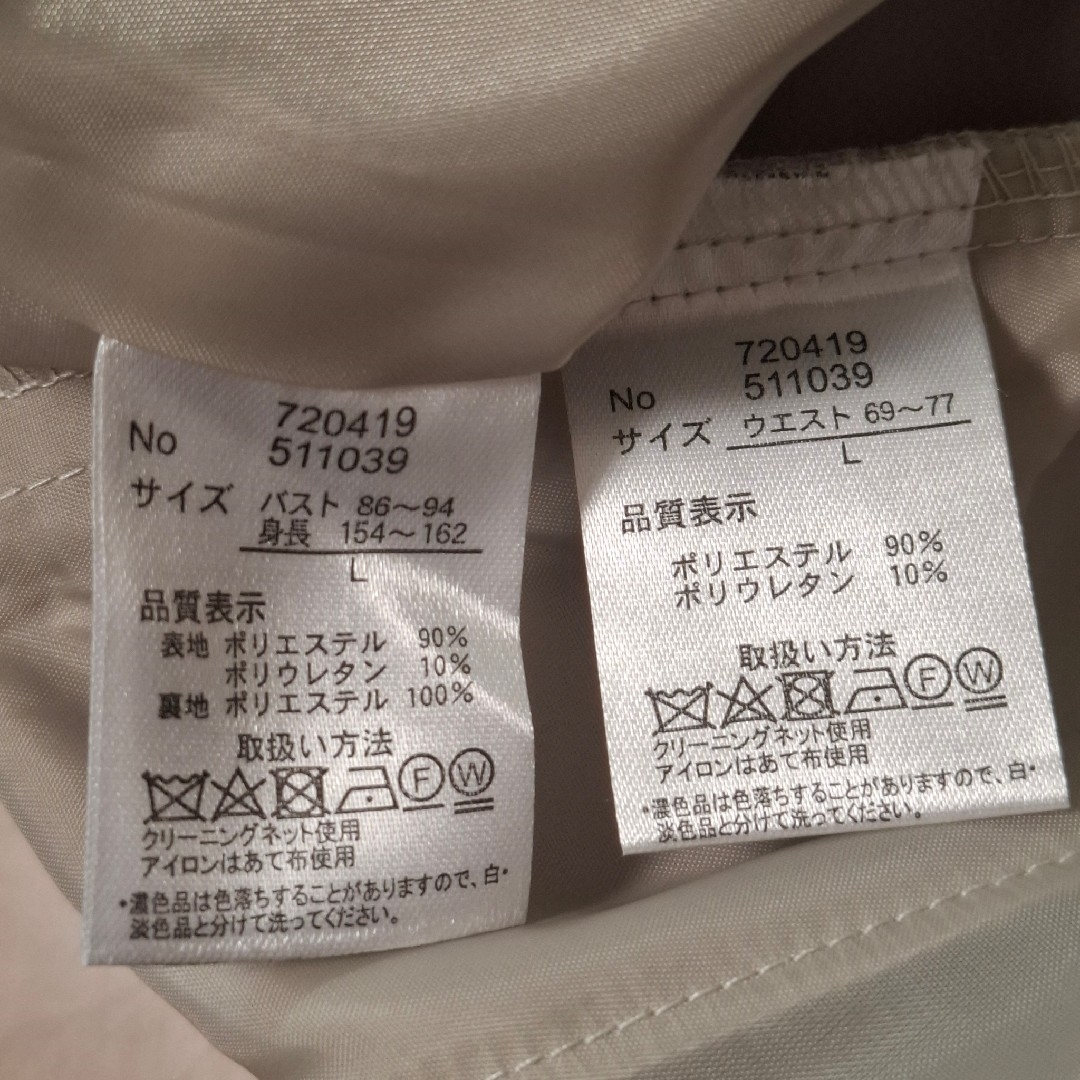 720419
No 511039
サイズ バスト 86～94
身長 154～162
L
品質表示
表地 ポリエステル 90%
ポリウレタン 10%
裏地 ポリエステル 100%
取扱い方法
F W
クリーニングネット使用
アイロンはあて布使用
・濃色品は色落ちすることがありますので、白・
淡色品と分けて洗ってください。
720419
No 511039
サイズ ウエスト 69～77
L
品質表示
ポリエステル 90%
ポリウレタン 10%
取扱い方法
F W
クリーニングネット使用
アイロンはあて布使用
・濃色品は色落ちすることがありますので、白・
淡色品と分けて洗ってください。